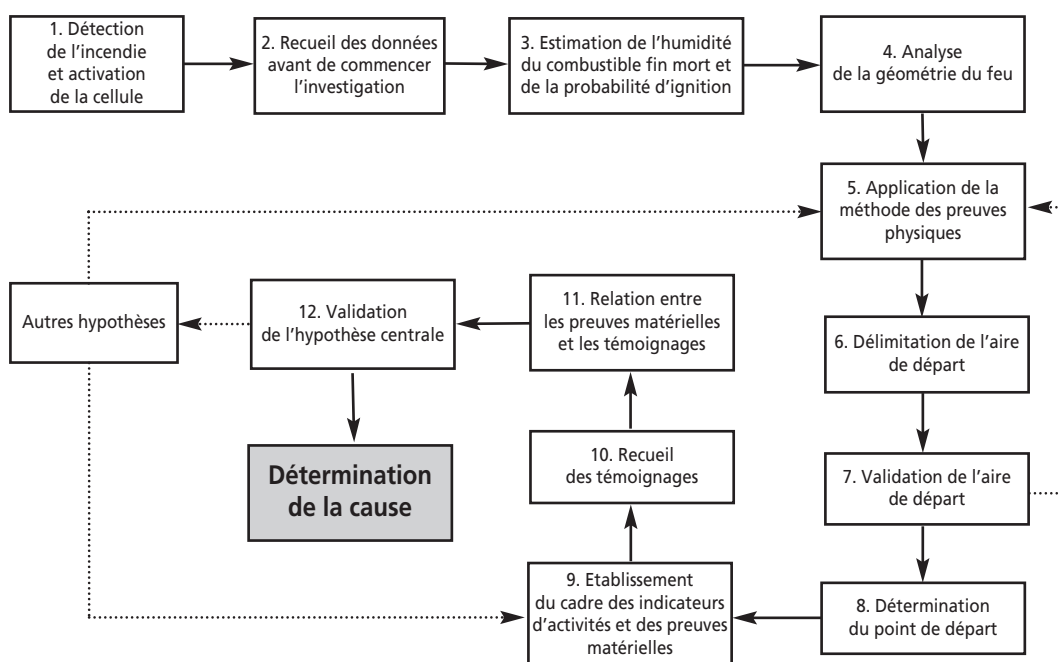 1. Détection
de l'incendie
et activation
de la cellule
2. Recueil des données
avant de commencer
l'investigation
3. Estimation de l'humidité
du combustible fin mort et
de la probabilité d'ignition
4. Analyse
de la géométrie du feu
5. Application de la
méthode des preuves
physiques
6. Délimitation de l'aire
de départ
7. Validation de l'aire
de départ
8. Détermination
du point de départ
9. Etablissement
du cadre des indicateurs
d'activités et des preuves
matérielles
10. Recueil
des témoignages
11. Relation entre
les preuves matérielles
et les témoignages
12. Validation
de l'hypothèse centrale
Autres hypothèses
Détermination
de la cause